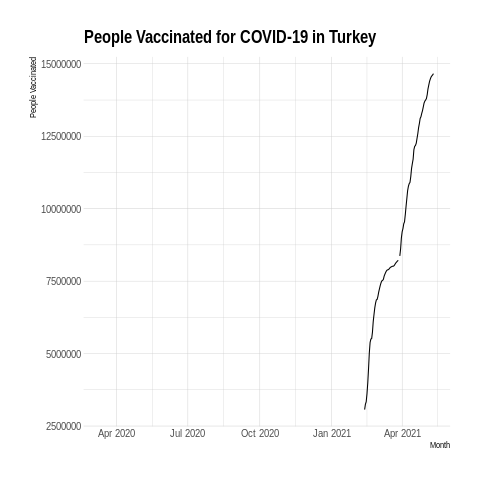 People Vaccinated for COVID-19 in Turkey
People Vaccinated
15000000
12500000
10000000
7500000
5000000
2500000
Apr 2020 Jul 2020 Oct 2020 Jan 2021 Apr 2021
Month